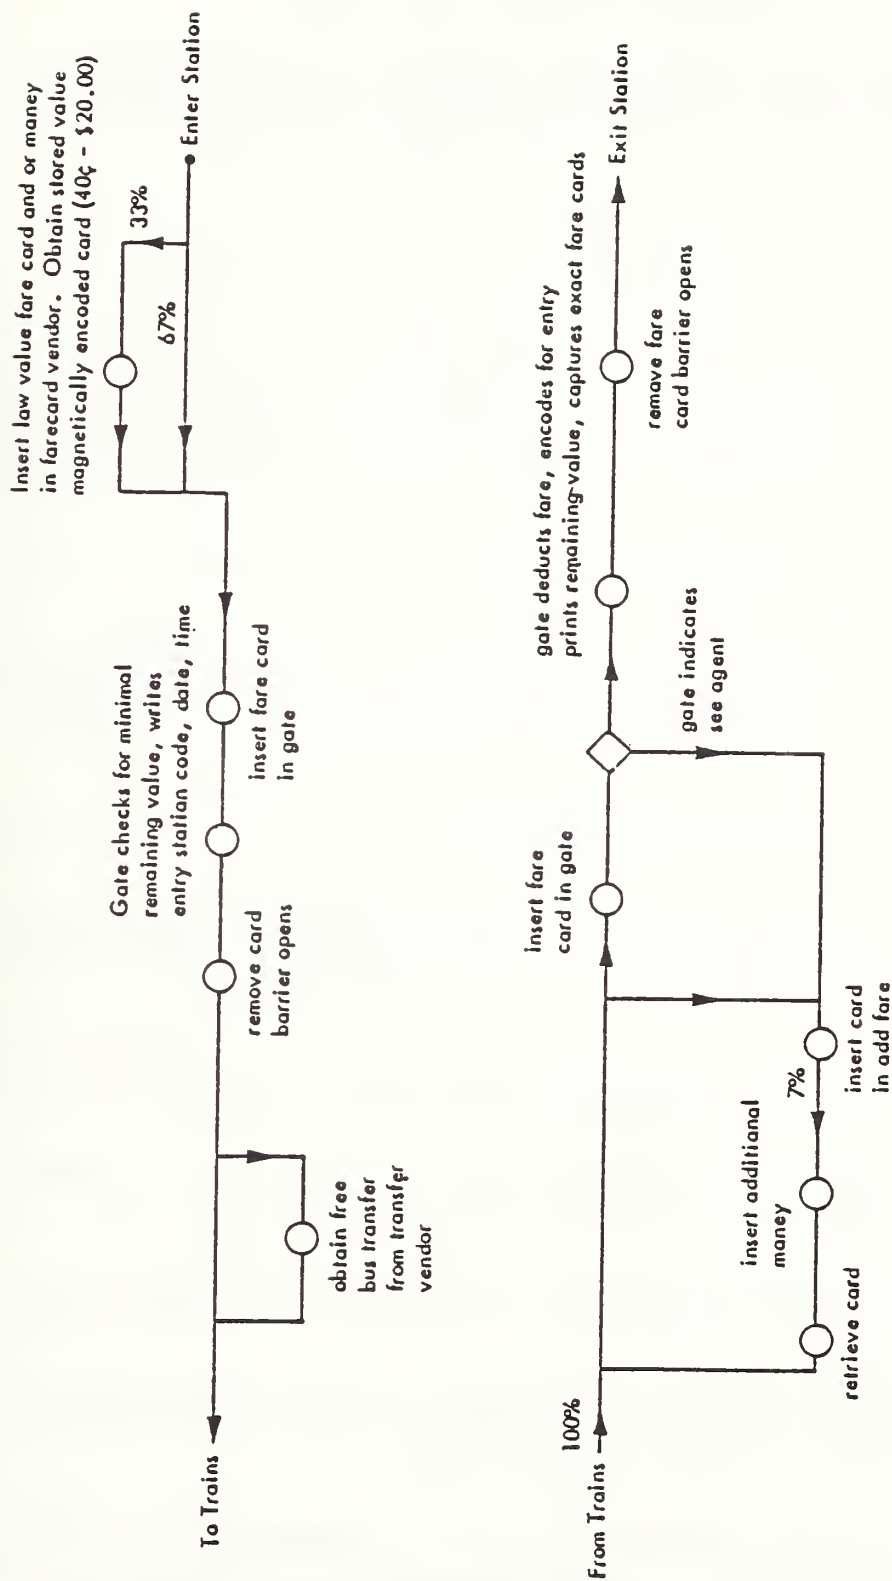 Insert law value fare card and or maney
in farecard vendor. Obtain stored value
magnetically encoded card (40¢ - $20.00)
33%
67%
Enter Station
Gate checks for minimal
remaining value, writes
entry station code, date, time
insert fare card
in gate
remove card
barrier opens
obtain free
bus transfer
from transfer
vendor
To Trains
From Trains
100%
insert fare
card in gate
gate deducts fare, encodes for entry
prints remaining value, captures exact fare cards
remove fare
card barrier opens
Exit Station
gate indicates
see agent
insert card
in add fare
7%
insert additianal
maney
retrieve card